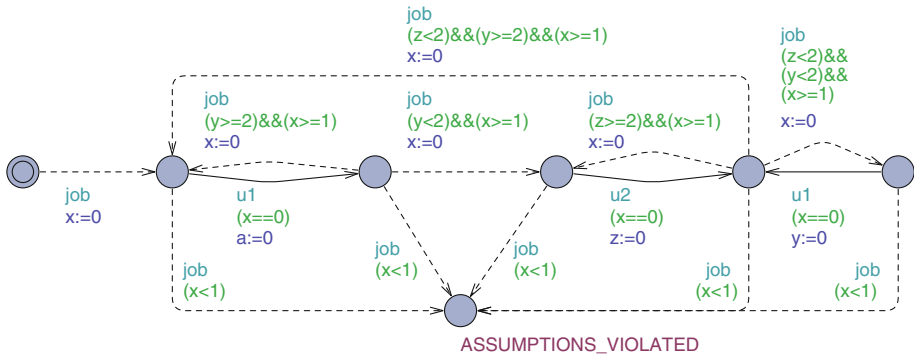 job
(z<2)&&(y>=2)&&(x>=1)
x:=0
job
(z<2)&&
(y<2)&&
(x>=1)
x:=0
job
(y>=2)&&(x>=1)
x:=0
job
(y<2)&&(x>=1)
x:=0
job
(z>=2)&&(x>=1)
x:=0
job
x:=0
u1
(x==0)
a:=0
u2
(x==0)
z:=0
u1
(x==0)
y:=0
job
(x<1)
job
(x<1)
job
(x<1)
job
(x<1)
job
(x<1)
ASSUMPTIONS_VIOLATED